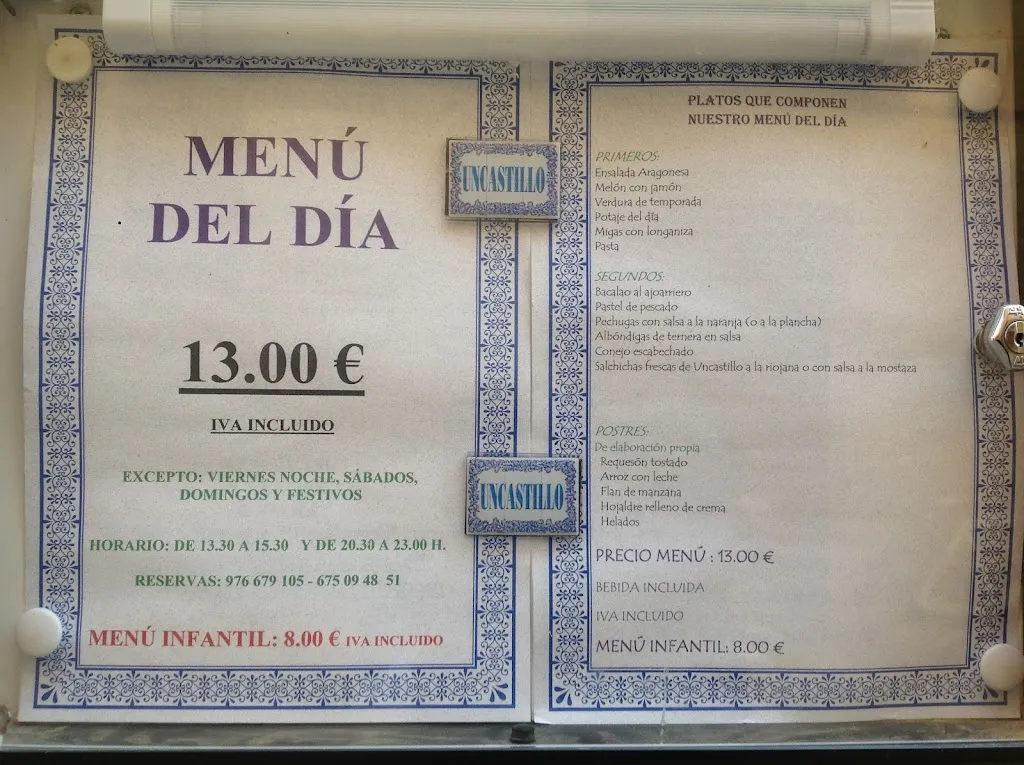 MENÚ
DEL DÍA
13.00 €
IVA INCLUIDO
EXCEPTO: VIERNES NOCHE, SÁBADOS,
DOMINGOS Y FESTIVOS
HORARIO: DE 13.30 A 15.30 Y DE 20.30 A 23.00 H.
RESERVAS: 976 679 105 - 675 09 48 51
MENÚ INFANTIL: 8.00 € IVA INCLUIDO
UNCASTILLO
UNCASTILLO
PLATOS QUE COMPONEN
NUESTRO MENÚ DEL DÍA
PRIMEROS:
Ensalada Aragonesa
Melón con jamón
Verdura de temporada
Potaje del día
Migas con longaniza
Pasta
SEGUNDOS:
Bacalao al ajoarriero
Pastel de pescado
Pechugas con salsa a la naranja (o a la plancha)
Albóndigas de ternera en salsa
Conejo escabechado
Salchichas frescas de Uncastillo a la riojana o con salsa a la mostaza
POSTRES:
De elaboración propia
Requesón tostado
Arroz con leche
Flan de manzana
Hojaldre relleno de crema
Helados
PRECIO MENÚ : 13.00 €
BEBIDA INCLUIDA
IVA INCLUIDO
MENÚ INFANTIL: 8.00 €